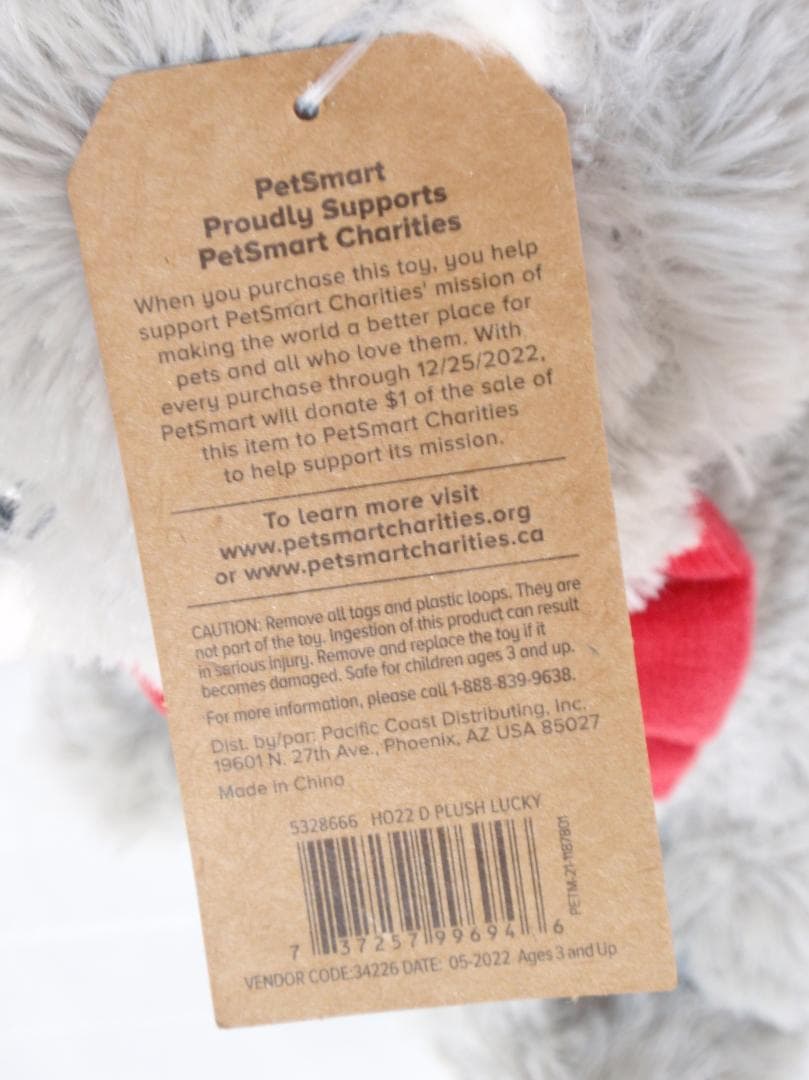 PetSmart
Proudly Supports
PetSmart Charities
When you purchase this toy, you help
support PetSmart Charities' mission of
making the world a better place for
pets and all who love them. With
every purchase through 12/25/2022,
PetSmart will donate $1 of the sale of
this item to PetSmart Charities
to help support its mission.
To learn more visit
www.petsmartcharities.org
or www.petsmartcharities.ca
CAUTION: Remove all tags and plastic loops. They are
not part of the toy. Ingestion of this product can result
in serious injury. Remove and replace the toy if it
becomes damaged. Safe for children ages 3 and up.
For more information, please call 1-888-839-9638.
Dist. by/par: Pacific Coast Distributing, Inc.
19601 N. 27th Ave., Phoenix, AZ USA 85027
Made in China
5328666 HO22 D PLUSH LUCKY
PETM-21-1187801
7 37257 99694 6
VENDOR CODE:34226 DATE: 05-2022 Ages 3 and Up